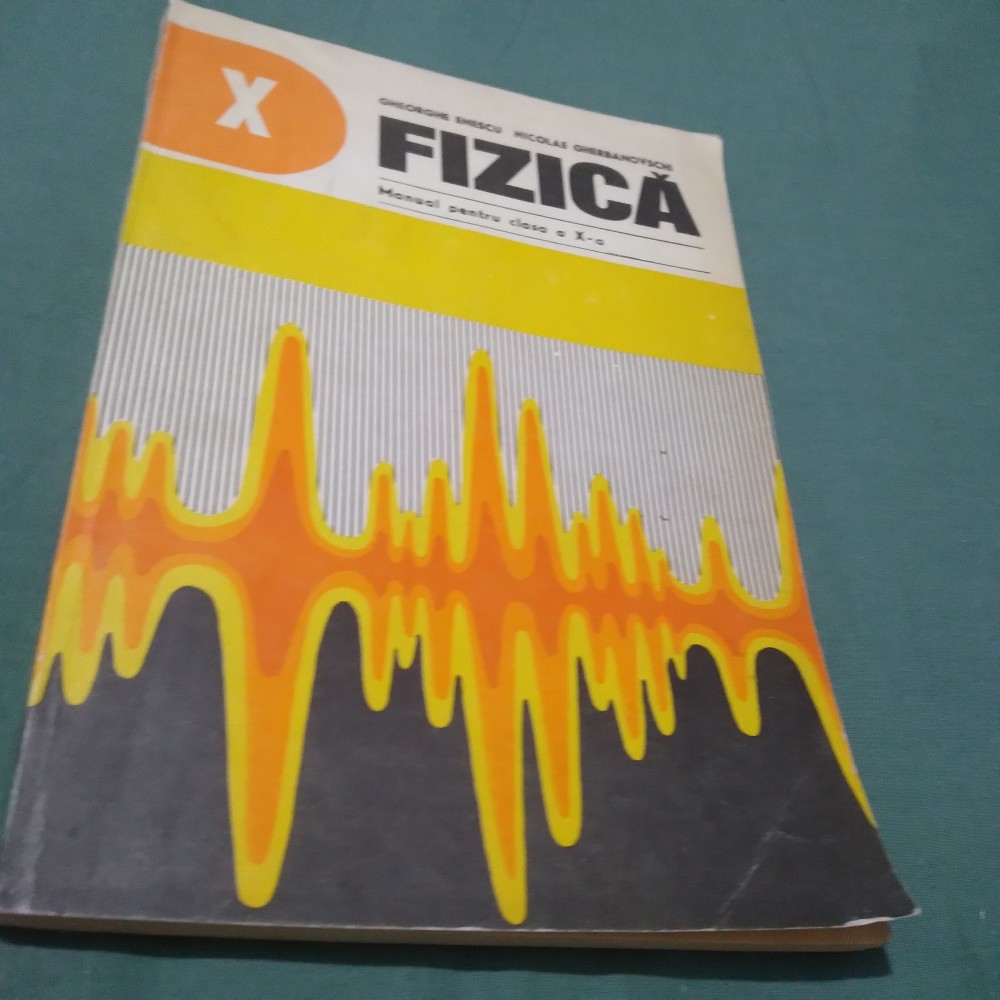 X
GHEORGHE ENESCU NICOLAE GHERBANOVSCHI
FIZICĂ
Manual pentru clasa a X-a